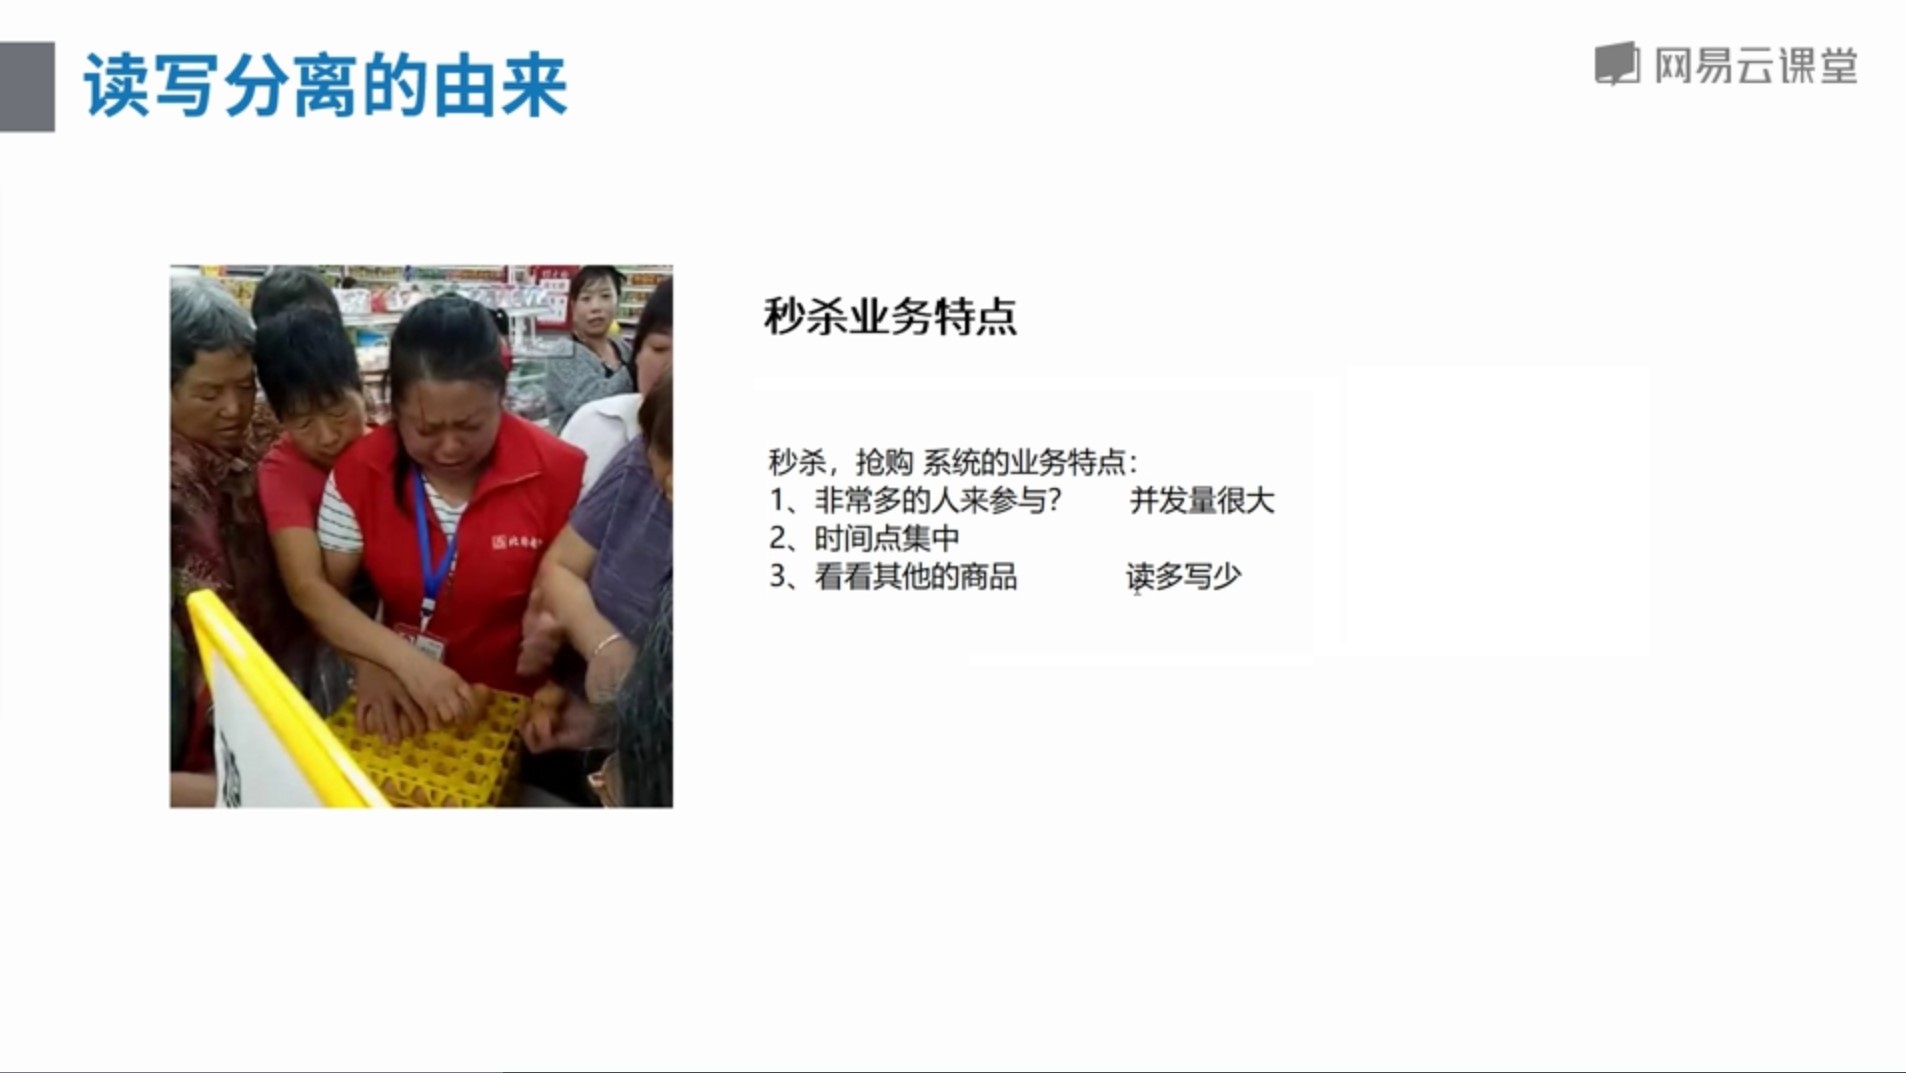 读写分离的由来
网易云课堂
秒杀业务特点
秒杀，抢购 系统的业务特点：
1、非常多的人来参与？ 并发量很大
2、时间点集中
3、看看其他的商品 读多写少